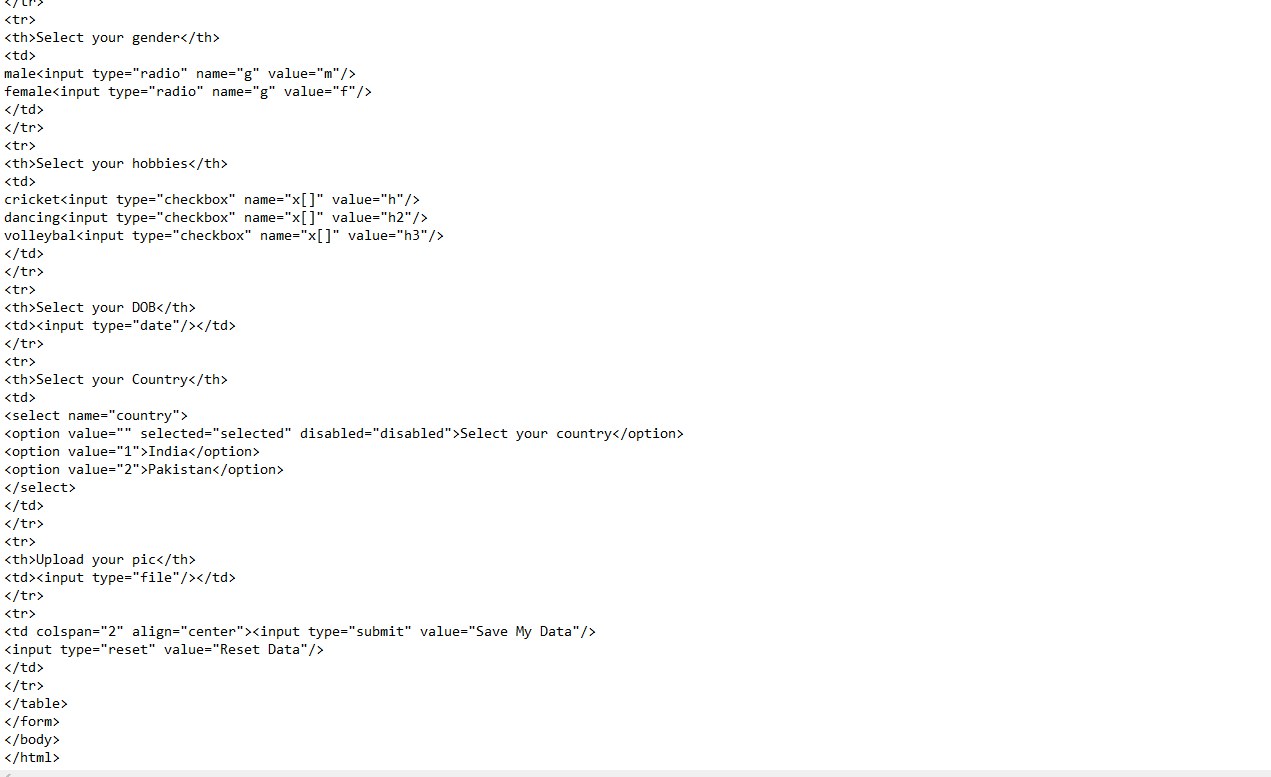 </tr>
<tr>
<th>Select your gender</th>
<td>
male<input type="radio" name="g" value="m"/>
female<input type="radio" name="g" value="f"/>
</td>
</tr>
<tr>
<th>Select your hobbies</th>
<td>
cricket<input type="checkbox" name="x[]" value="h"/>
dancing<input type="checkbox" name="x[]" value="h2"/>
volleybal<input type="checkbox" name="x[]" value="h3"/>
</td>
</tr>
<tr>
<th>Select your DOB</th>
<td><input type="date"/></td>
</tr>
<tr>
<th>Select your Country</th>
<td>
<select name="country">
<option value="" selected="selected" disabled="disabled">Select your country</option>
<option value="1">India</option>
<option value="2">Pakistan</option>
</select>
</td>
</tr>
<tr>
<th>Upload your pic</th>
<td><input type="file"/></td>
</tr>
<tr>
<td colspan="2" align="center"><input type="submit" value="Save My Data"/>
<input type="reset" value="Reset Data"/>
</td>
</tr>
</table>
</form>
</body>
</html>